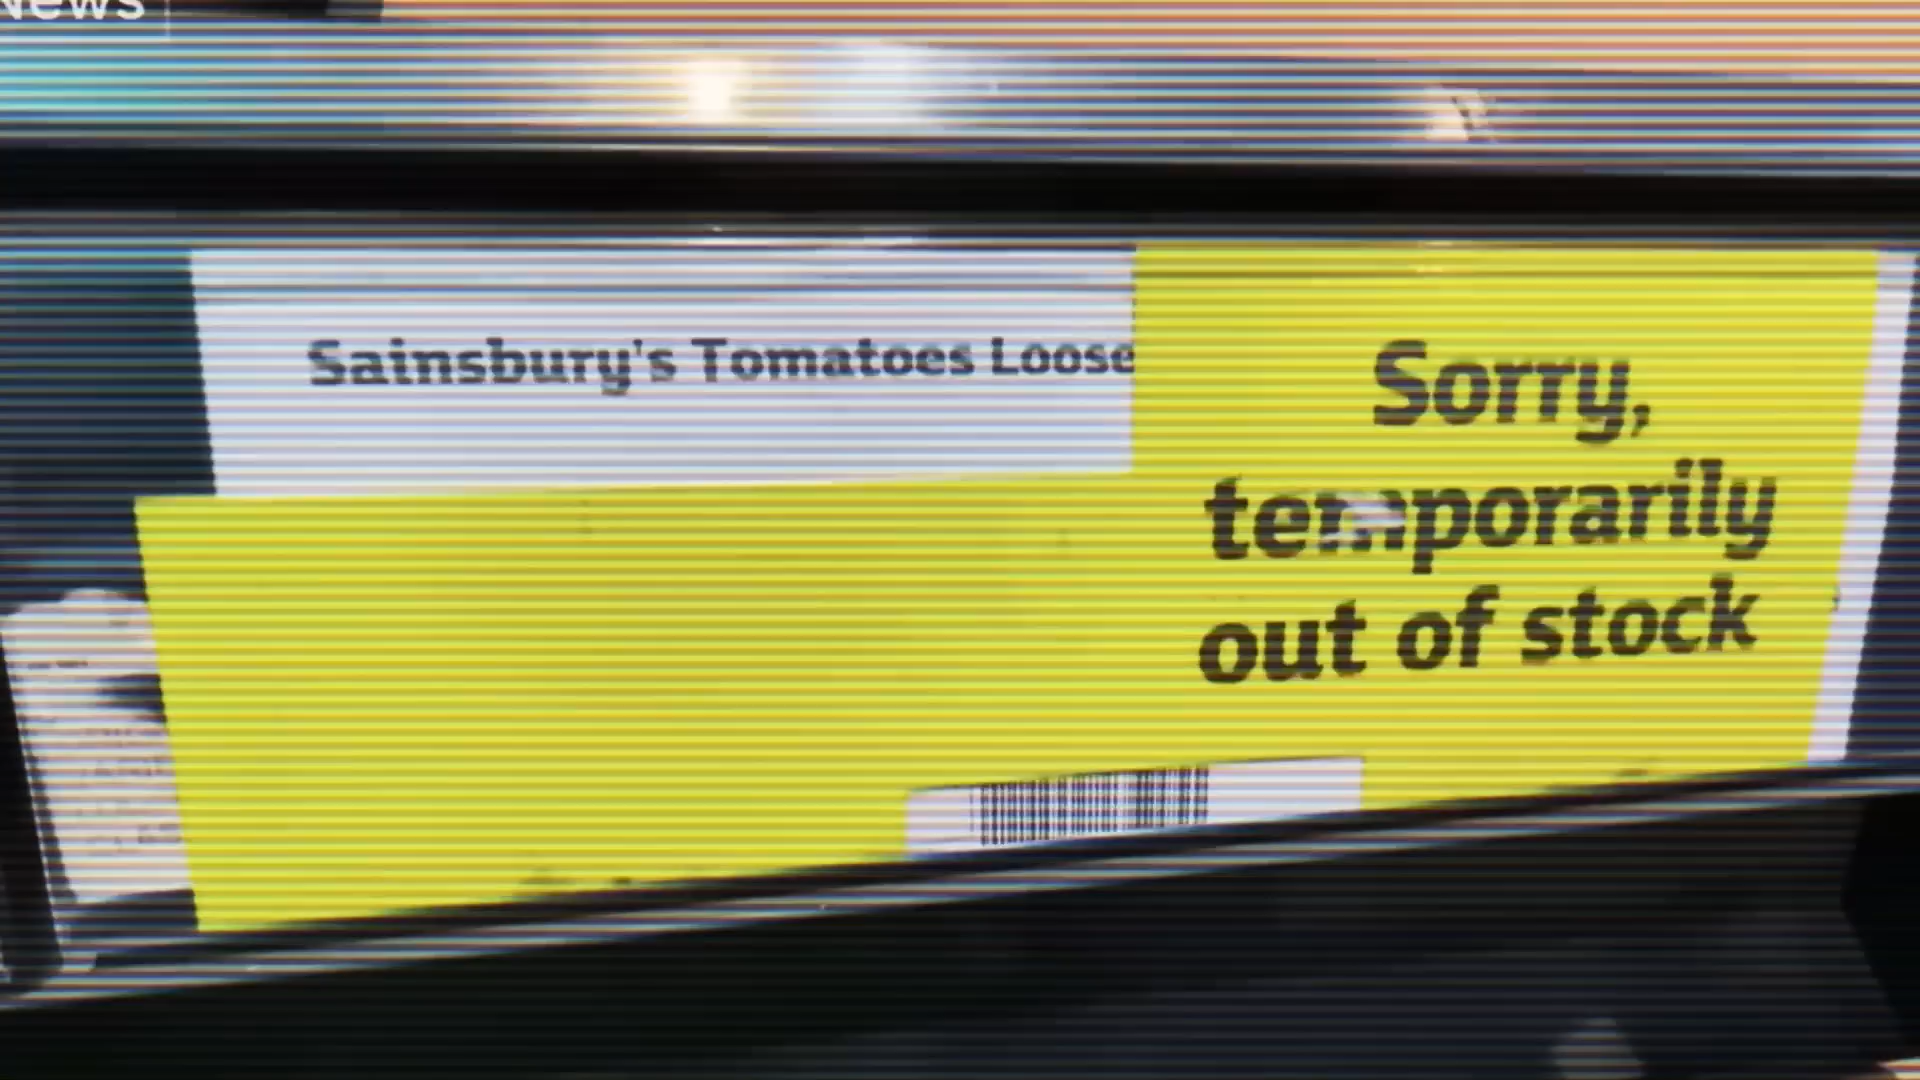 News
Sainsbury's Tomatoes Loose
Sorry,
temporarily
out of stock